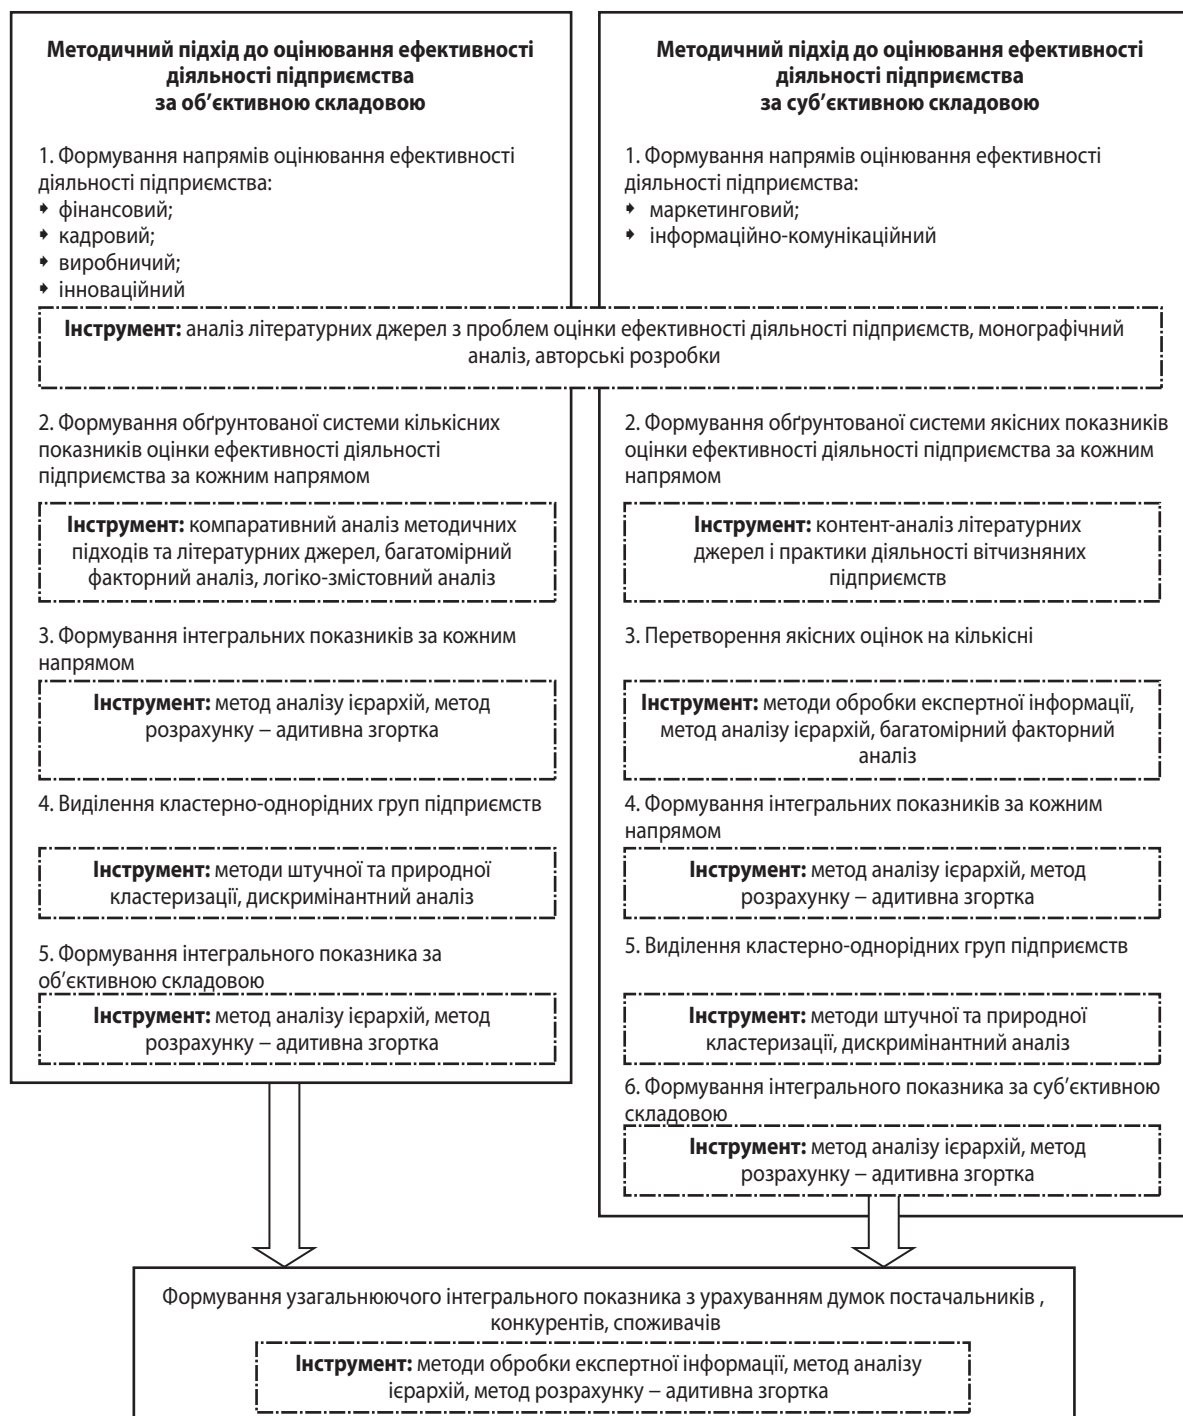 Методичний підхід до оцінювання ефективності
діяльності підприємства
за об’єктивною складовою
1. Формування напрямів оцінювання ефективності
діяльності підприємства:
➧ фінансовий;
➧ кадровий;
➧ виробничий;
➧ інноваційний
Методичний підхід до оцінювання ефективності
діяльності підприємства
за суб’єктивною складовою
1. Формування напрямів оцінювання ефективності
діяльності підприємства:
➧ маркетинговий;
➧ інформаційно-комунікаційний
Інструмент: аналіз літературних джерел з проблем оцінки ефективності діяльності підприємств, монографічний
аналіз, авторські розробки
2. Формування обґрунтованої системи кількісних
показників оцінки ефективності діяльності
підприємства за кожним напрямом
Інструмент: компаративний аналіз методичних
підходів та літературних джерел, багатомірний
факторний аналіз, логіко-змістовний аналіз
3. Формування інтегральних показників за кожним
напрямом
Інструмент: метод аналізу ієрархій, метод
розрахунку – адитивна згортка
4. Виділення кластерно-однорідних груп підприємств
Інструмент: методи штучної та природної
кластеризації, дискримінантний аналіз
5. Формування інтегрального показника за
об’єктивною складовою
Інструмент: метод аналізу ієрархій, метод
розрахунку – адитивна згортка
2. Формування обґрунтованої системи якісних показників
оцінки ефективності діяльності підприємства за кожним
напрямом
Інструмент: контент-аналіз літературних
джерел і практики діяльності вітчизняних
підприємств
3. Перетворення якісних оцінок на кількісні
Інструмент: методи обробки експертної інформації,
метод аналізу ієрархій, багатомірний факторний
аналіз
4. Формування інтегральних показників за кожним
напрямом
Інструмент: метод аналізу ієрархій, метод
розрахунку – адитивна згортка
5. Виділення кластерно-однорідних груп підприємств
Інструмент: методи штучної та природної
кластеризації, дискримінантний аналіз
6. Формування інтегрального показника за суб’єктивною
складовою
Інструмент: метод аналізу ієрархій, метод
розрахунку – адитивна згортка
Формування узагальнюючого інтегрального показника з урахуванням думок постачальників ,
конкурентів, споживачів
Інструмент: методи обробки експертної інформації, метод аналізу
ієрархій, метод розрахунку – адитивна згортка